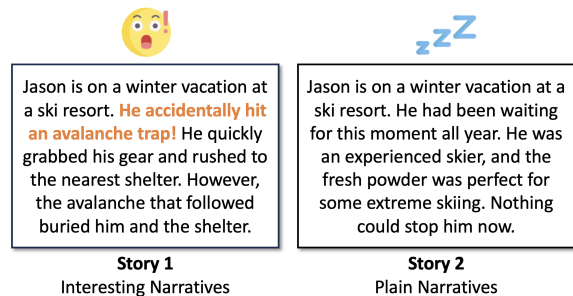 Jason is on a winter vacation at
a ski resort. He accidentally hit
an avalanche trap! He quickly
grabbed his gear and rushed to
the nearest shelter. However,
the avalanche that followed
buried him and the shelter.
Story 1
Interesting Narratives
z z Z
Jason is on a winter vacation at a
ski resort. He had been waiting
for this moment all year. He was
an experienced skier, and the
fresh powder was perfect for
some extreme skiing. Nothing
could stop him now.
Story 2
Plain Narratives